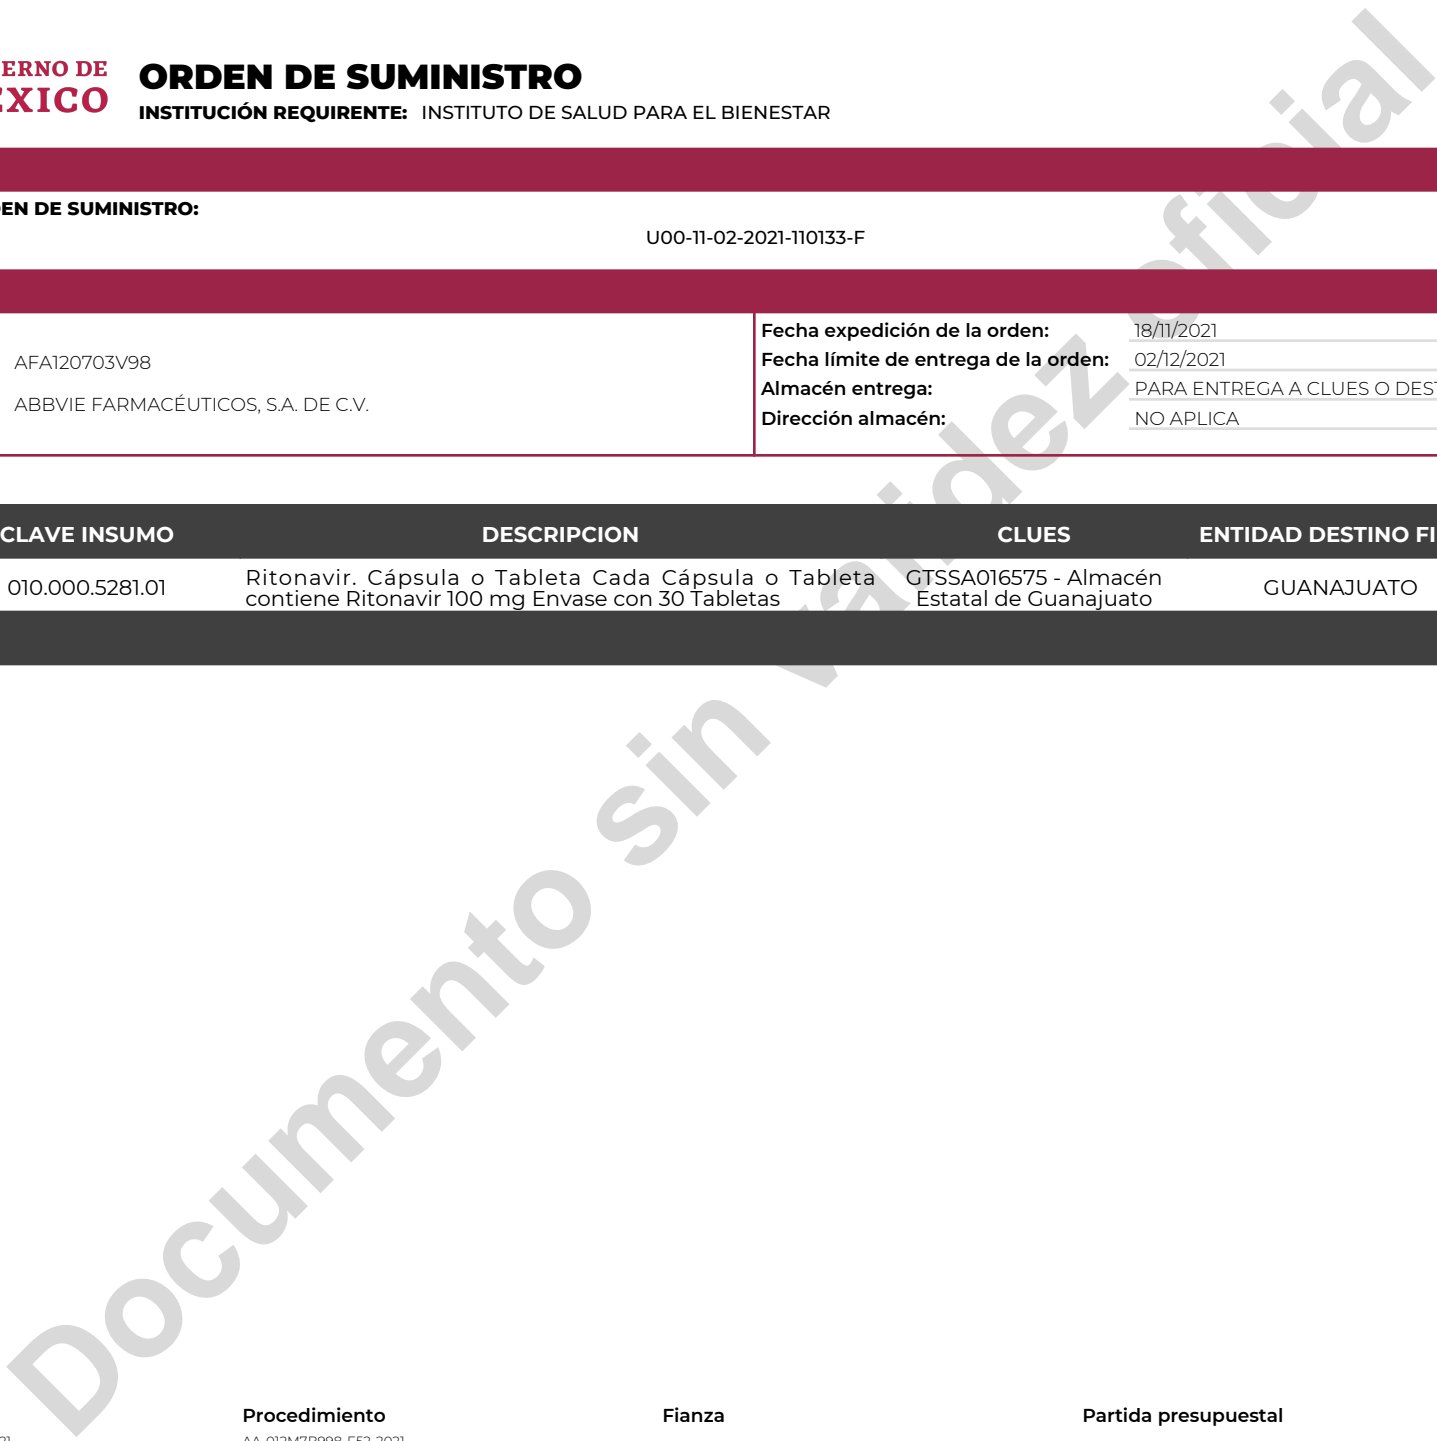 ERNO DE
EXICO
ORDEN DE SUMINISTRO
INSTITUCIÓN REQUIRENTE: INSTITUTO DE SALUD PARA EL BIENESTAR
EN DE SUMINISTRO:
U00-11-02-2021-110133-F
AFA120703V98
ABBVIE FARMACÉUTICOS, S.A. DE C.V.
Fecha expedición de la orden: 18/11/2021
Fecha límite de entrega de la orden: 02/12/2021
Almacén entrega: PARA ENTREGA A CLUES O DEST
Dirección almacén: NO APLICA
CLAVE INSUMO DESCRIPCION CLUES ENTIDAD DESTINO FI
010.000.5281.01
Ritonavir. Cápsula o Tableta Cada Cápsula o Tableta
contiene Ritonavir 100 mg Envase con 30 Tabletas
GTSSA016575 - Almacén
Estatal de Guanajuato
GUANAJUATO
Documento sin validez oficial
Procedimiento Fianza Partida presupuestal